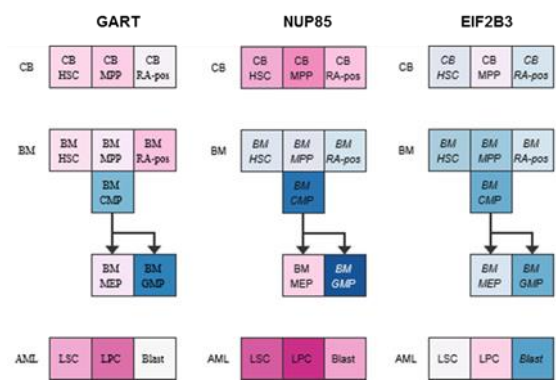 GART NUP85 EIF2B3
CB CB HSC CB MPP CB RA-pos CB CB HSC CB MPP CB RA-pos CB CB HSC CB MPP CB RA-pos
BM BM HSC BM MPP BM RA-pos BM BM HSC BM MPP BM RA-pos BM BM HSC BM MPP BM RA-pos
BM CMP BM CMP BM CMP
BM MEP BM GMP BM MEP BM GMP BM MEP BM GMP
AML LSC LPC Blast AML LSC LPC Blast AML LSC LPC Blast